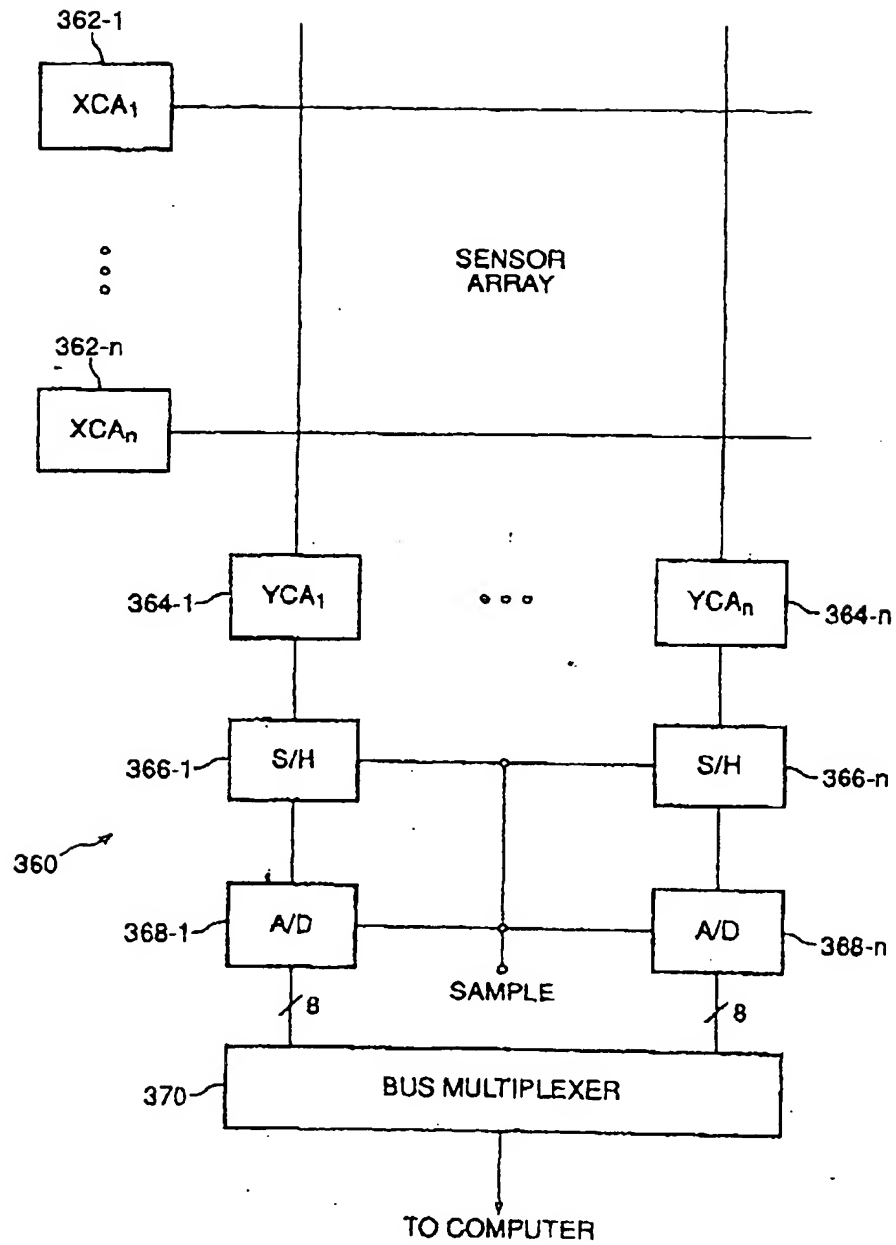 362-1
XCA₁
SENSOR
ARRAY
362-n
XCAₙ
364-1
YCA₁
YCAₙ
364-n
366-1
S/H
S/H
366-n
360
368-1
A/D
A/D
368-n
SAMPLE
8
8
370
BUS MULTIPLEXER
TO COMPUTER